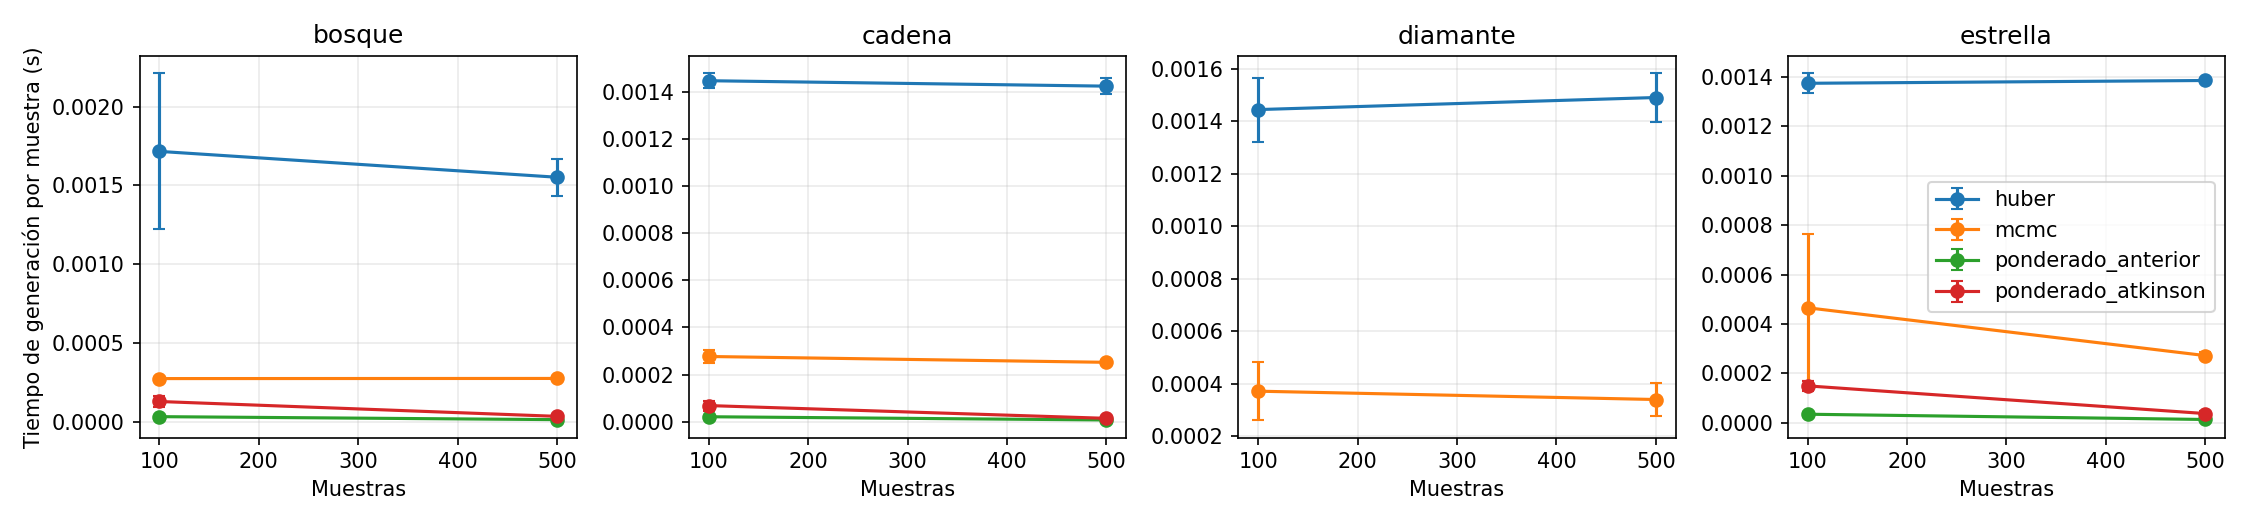 bosque
Tiempo de generación por muestra (s)
0.0020
0.0015
0.0010
0.0005
0.0000
100 200 300 400 500
Muestras
cadena
0.0014
0.0012
0.0010
0.0008
0.0006
0.0004
0.0002
0.0000
100 200 300 400 500
Muestras
diamante
0.0016
0.0014
0.0012
0.0010
0.0008
0.0006
0.0004
0.0002
100 200 300 400 500
Muestras
estrella
0.0014
0.0012
0.0010
0.0008
0.0006
0.0004
0.0002
0.0000
huber
mcmc
ponderado_anterior
ponderado_atkinson
100 200 300 400 500
Muestras